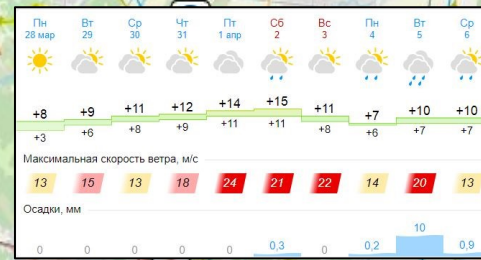 Пн Вт Ср Чт Пт Сб Вс Пн Вт Ср
28 мар 29 30 31 1 апр 2 3 4 5 6
+8 +9 +11 +12 +14 +15 +11 +7 +10 +10
+3 +6 +8 +9 +11 +11 +8 +6 +7 +7
Максимальная скорость ветра, м/с
13 15 13 18 24 21 22 14 20 13
Осадки, мм
0 0 0 0 0 0,3 0 0,2 10 0,9